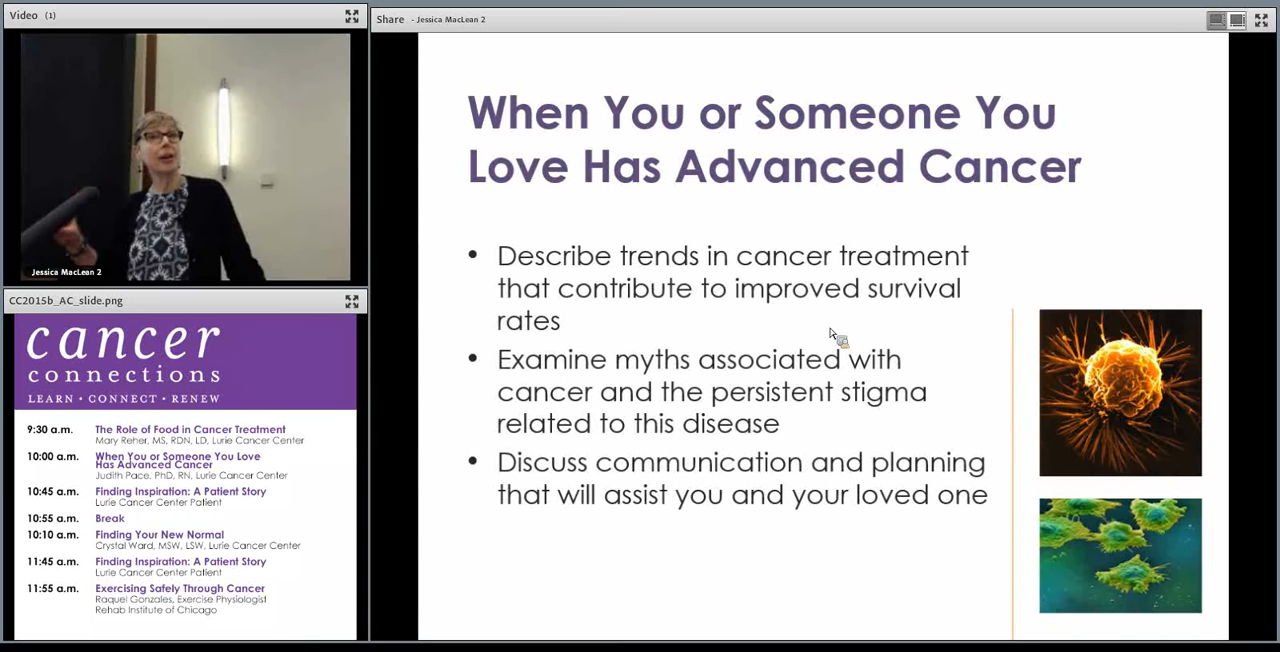 Video (1)
Jessica MacLean 2
CC2015b_AC_slide.png
cancer
connections
LEARN • CONNECT • RENEW
9:30 a.m. The Role of Food in Cancer Treatment
Mary Reher, MS, RDN, LD, Lurie Cancer Center
10:00 a.m. When You or Someone You Love
Has Advanced Cancer
Judith Pace, PhD, RN, Lurie Cancer Center
10:45 a.m. Finding Inspiration: A Patient Story
Lurie Cancer Center Patient
10:55 a.m. Break
10:10 a.m. Finding Your New Normal
Crystal Ward, MSW, LSW, Lurie Cancer Center
11:45 a.m. Finding Inspiration: A Patient Story
Lurie Cancer Center Patient
11:55 a.m. Exercising Safely Through Cancer
Raquel Gonzales, Exercise Physiologist
Rehab Institute of Chicago
Share - Jessica MacLean 2
When You or Someone You
Love Has Advanced Cancer
• Describe trends in cancer treatment
that contribute to improved survival
rates
• Examine myths associated with
cancer and the persistent stigma
related to this disease
• Discuss communication and planning
that will assist you and your loved one